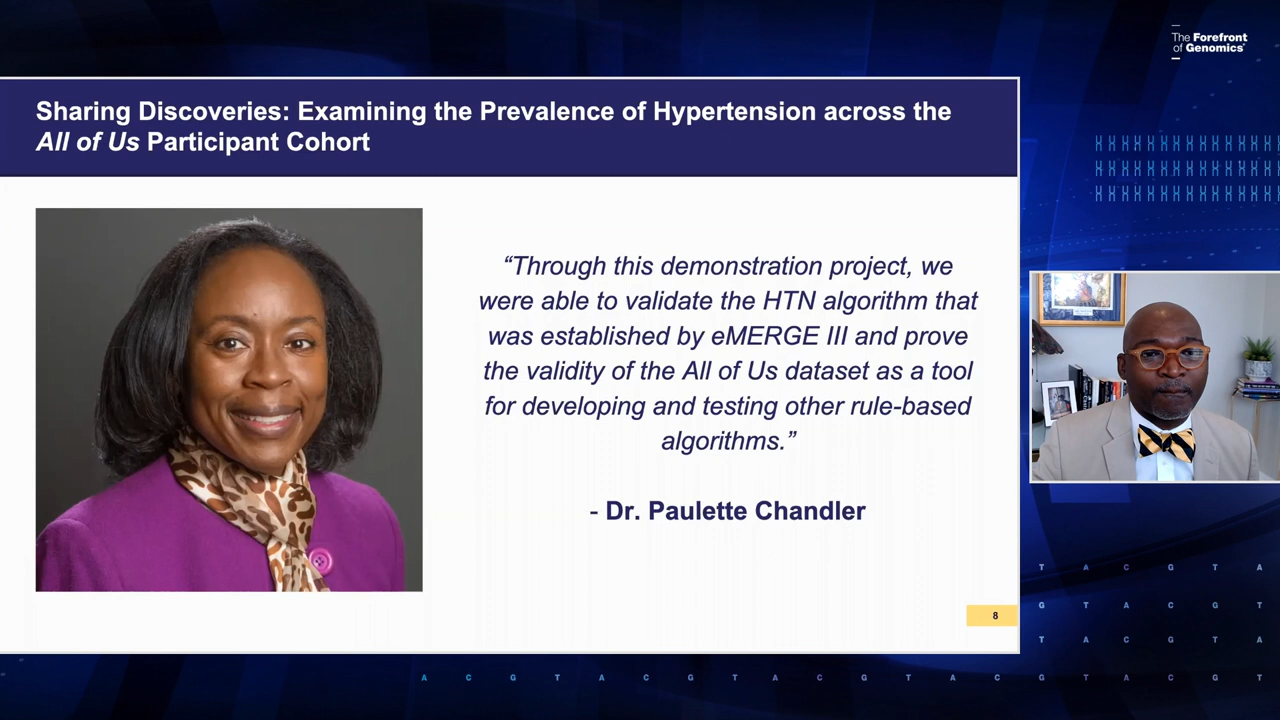 The Forefront
of Genomics®
Sharing Discoveries: Examining the Prevalence of Hypertension across the
All of Us Participant Cohort
“Through this demonstration project, we
were able to validate the HTN algorithm that
was established by eMERGE III and prove
the validity of the All of Us dataset as a tool
for developing and testing other rule-based
algorithms.”
- Dr. Paulette Chandler
8
T A C G T A
G T A C G T
T A C G T A
A C G T A C G T A C G T A C G T A C G T